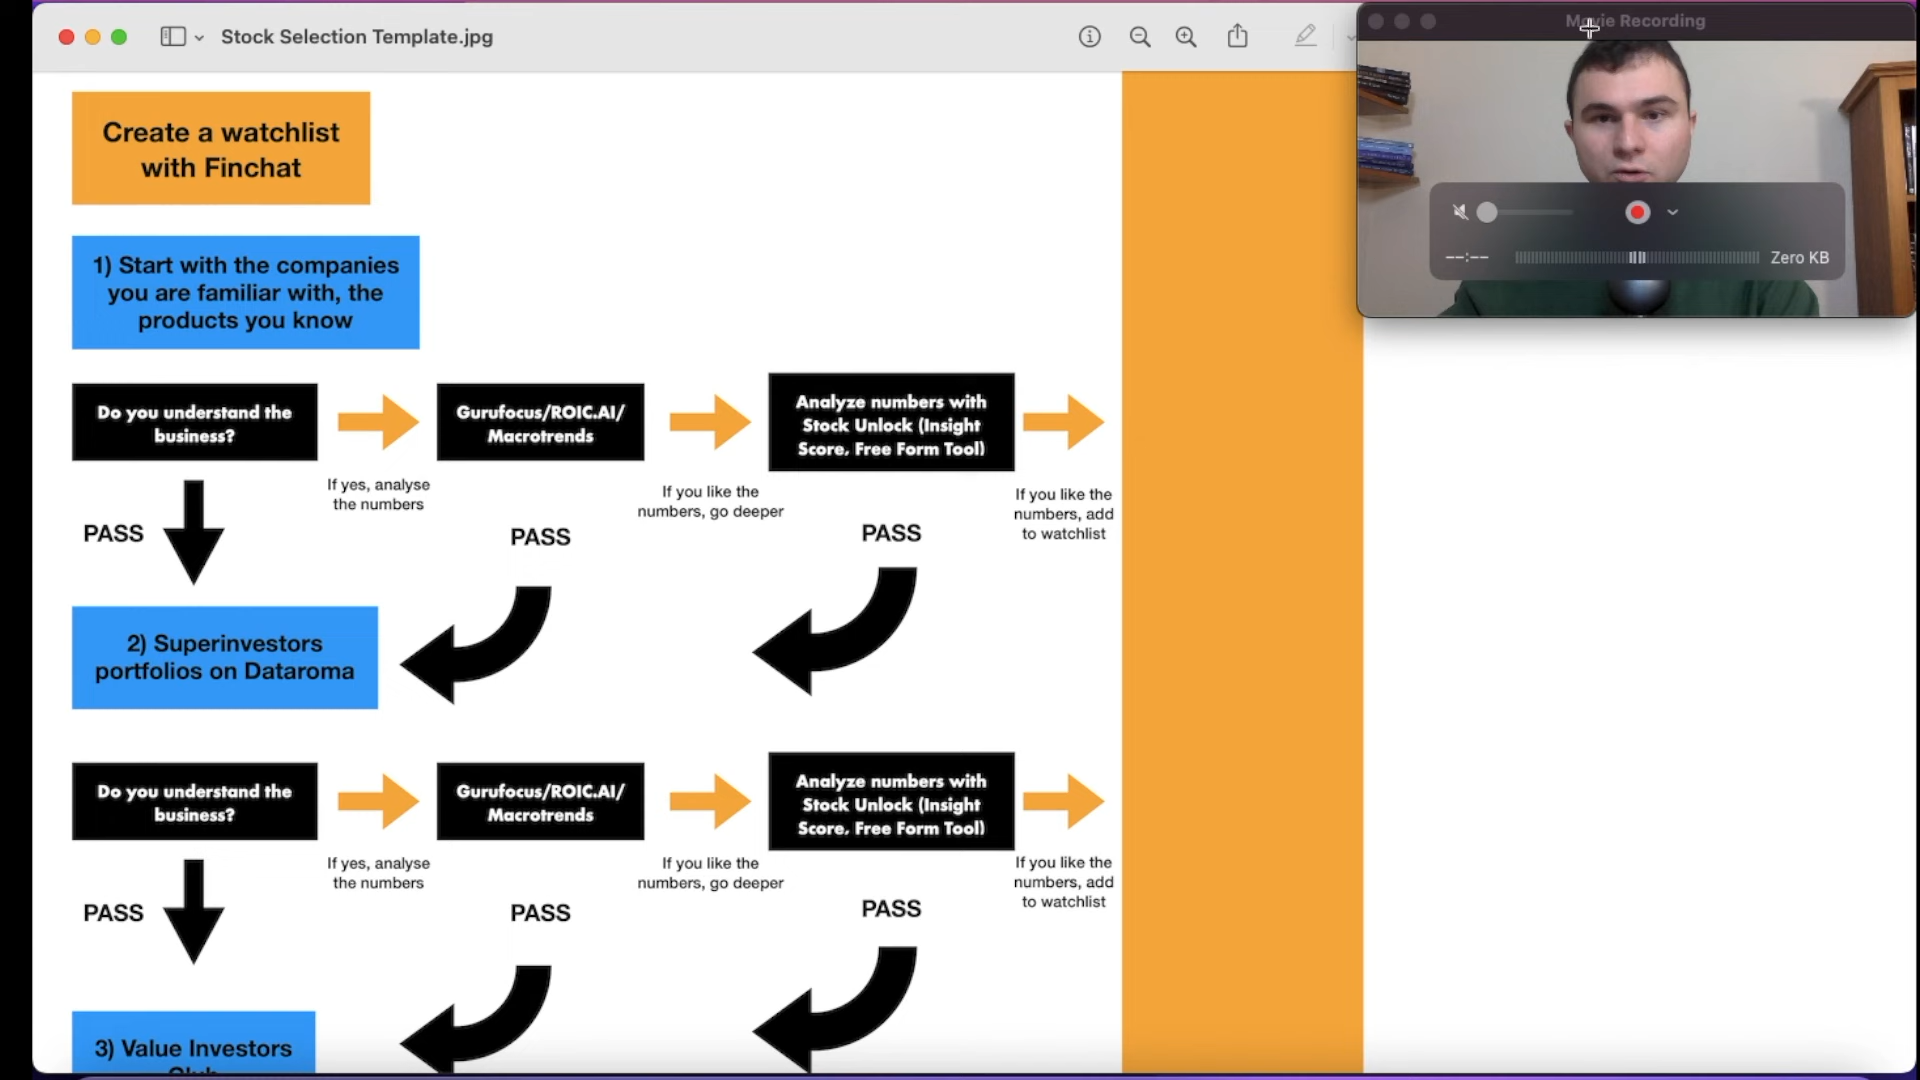 Stock Selection Template.jpg
Movie Recording
Zero KB
--:--
Create a watchlist
with Finchat
1) Start with the companies
you are familiar with, the
products you know
Do you understand the
business?
If yes, analyse
the numbers
Gurufocus/ROIC.AI/
Macrotrends
If you like the
numbers, go deeper
Analyze numbers with
Stock Unlock (Insight
Score, Free Form Tool)
If you like the
numbers, add
to watchlist
PASS
PASS
PASS
2) Superinvestors
portfolios on Dataroma
Do you understand the
business?
If yes, analyse
the numbers
Gurufocus/ROIC.AI/
Macrotrends
If you like the
numbers, go deeper
Analyze numbers with
Stock Unlock (Insight
Score, Free Form Tool)
If you like the
numbers, add
to watchlist
PASS
PASS
PASS
3) Value Investors
Club